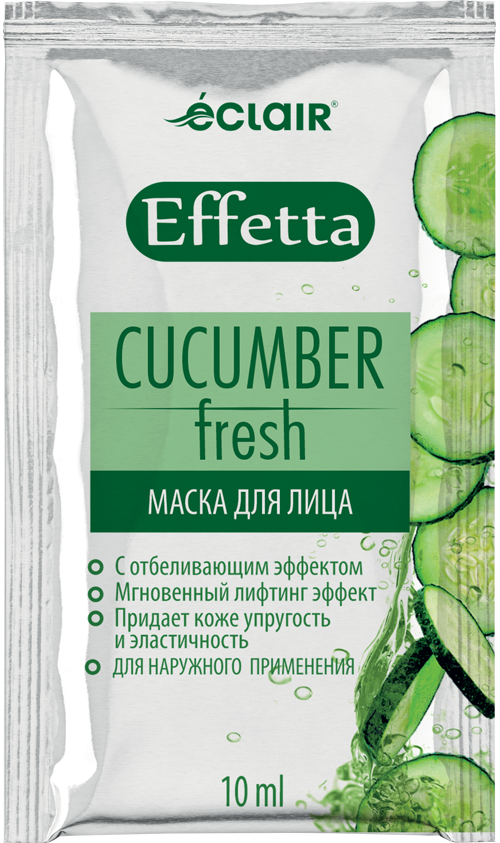 éCLAIR®
Effetta
CUCUMBER
fresh
МАСКА ДЛЯ ЛИЦА
С отбеливающим эффектом
Мгновенный лифтинг эффект
Придает коже упругость
и эластичность
ДЛЯ НАРУЖНОГО ПРИМЕНЕНИЯ
10 ml